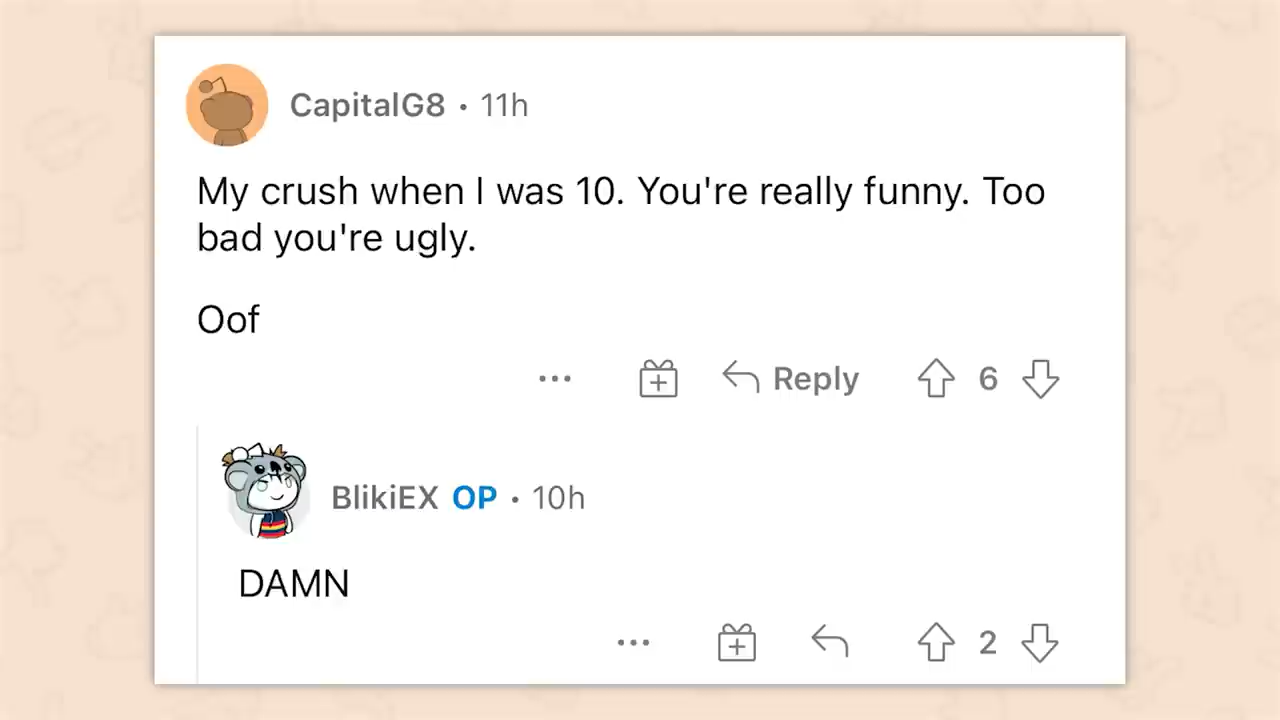 CapitalG8 • 11h
My crush when I was 10. You're really funny. Too
bad you're ugly.
Oof
... Reply 6
BlikiEX OP • 10h
DAMN
... 2